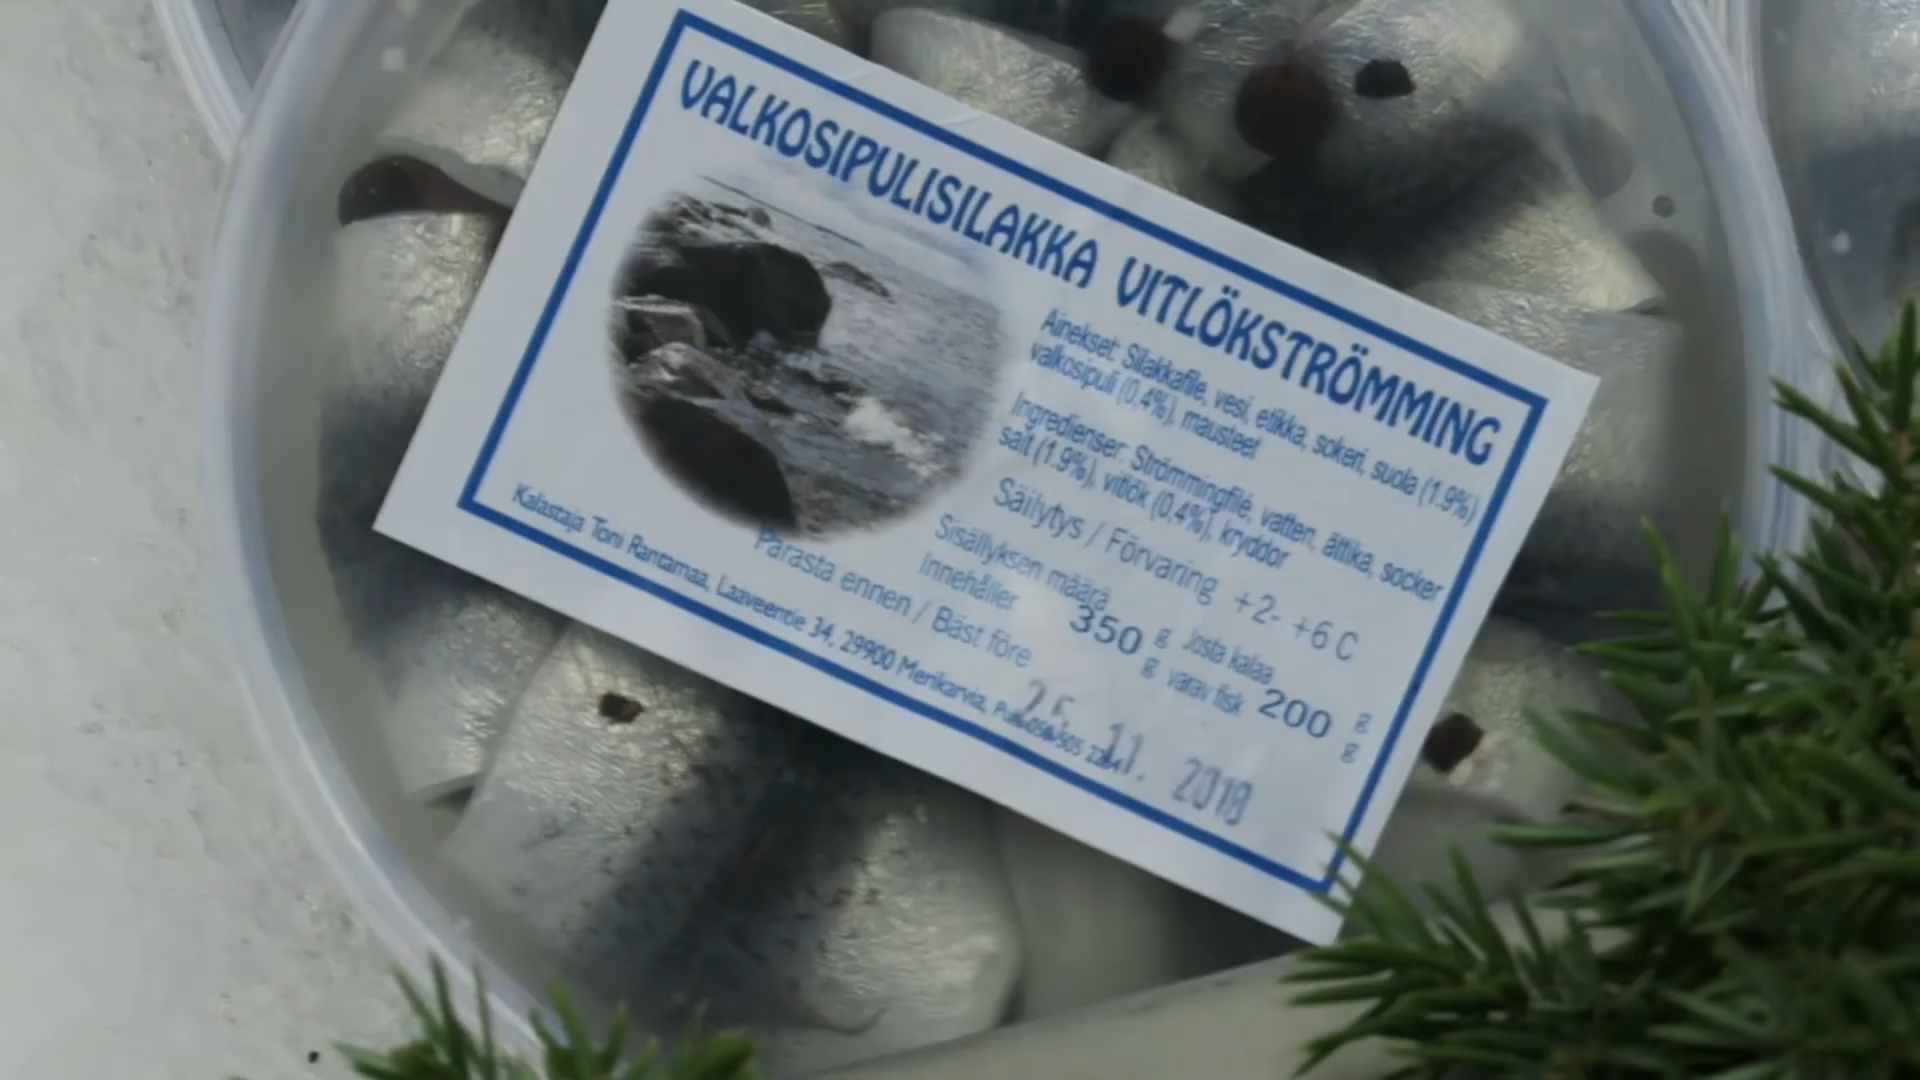 VALKOSIPULISILAKKA VITLÖKSTRÖMMING
Ainekset: Silakkafile, vesi, etikka, sokeri, suola (1.9%)
valkosipuli (0,4%), mausteet
Ingredienser: Strömmingfilé, vatten, ättika, socker
salt (1.9%), vitlök (0,4%), kryddor
Säilytys / Förvaring +2- +6 C
Sisällyksen määrä 350 g Josta kalaa 200 g
Innehåller g varav fisk g
Parasta ennen / Bäst före 25. 11. 2018
Kalastaja Toni Rantamaa, Laaveentie 34, 29900 Merikarvia,